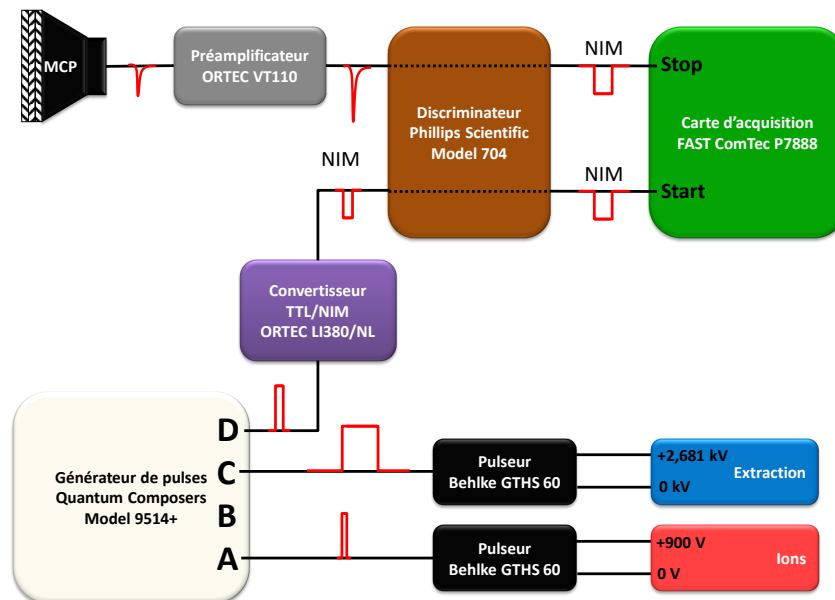 MCP
Préamplificateur
ORTEC VT110
Discriminateur
Phillips Scientific
Model 704
NIM
Stop
Carte d'acquisition
FAST ComTec P7888
NIM
NIM
Start
Convertisseur
TTL/NIM
ORTEC LI380/NL
Générateur de pulses
Quantum Composers
Model 9514+
D
C
B
A
Pulseur
Behlke GTHS 60
+2,681 kV
Extraction
0 kV
Pulseur
Behlke GTHS 60
+900 V
Ions
0 V